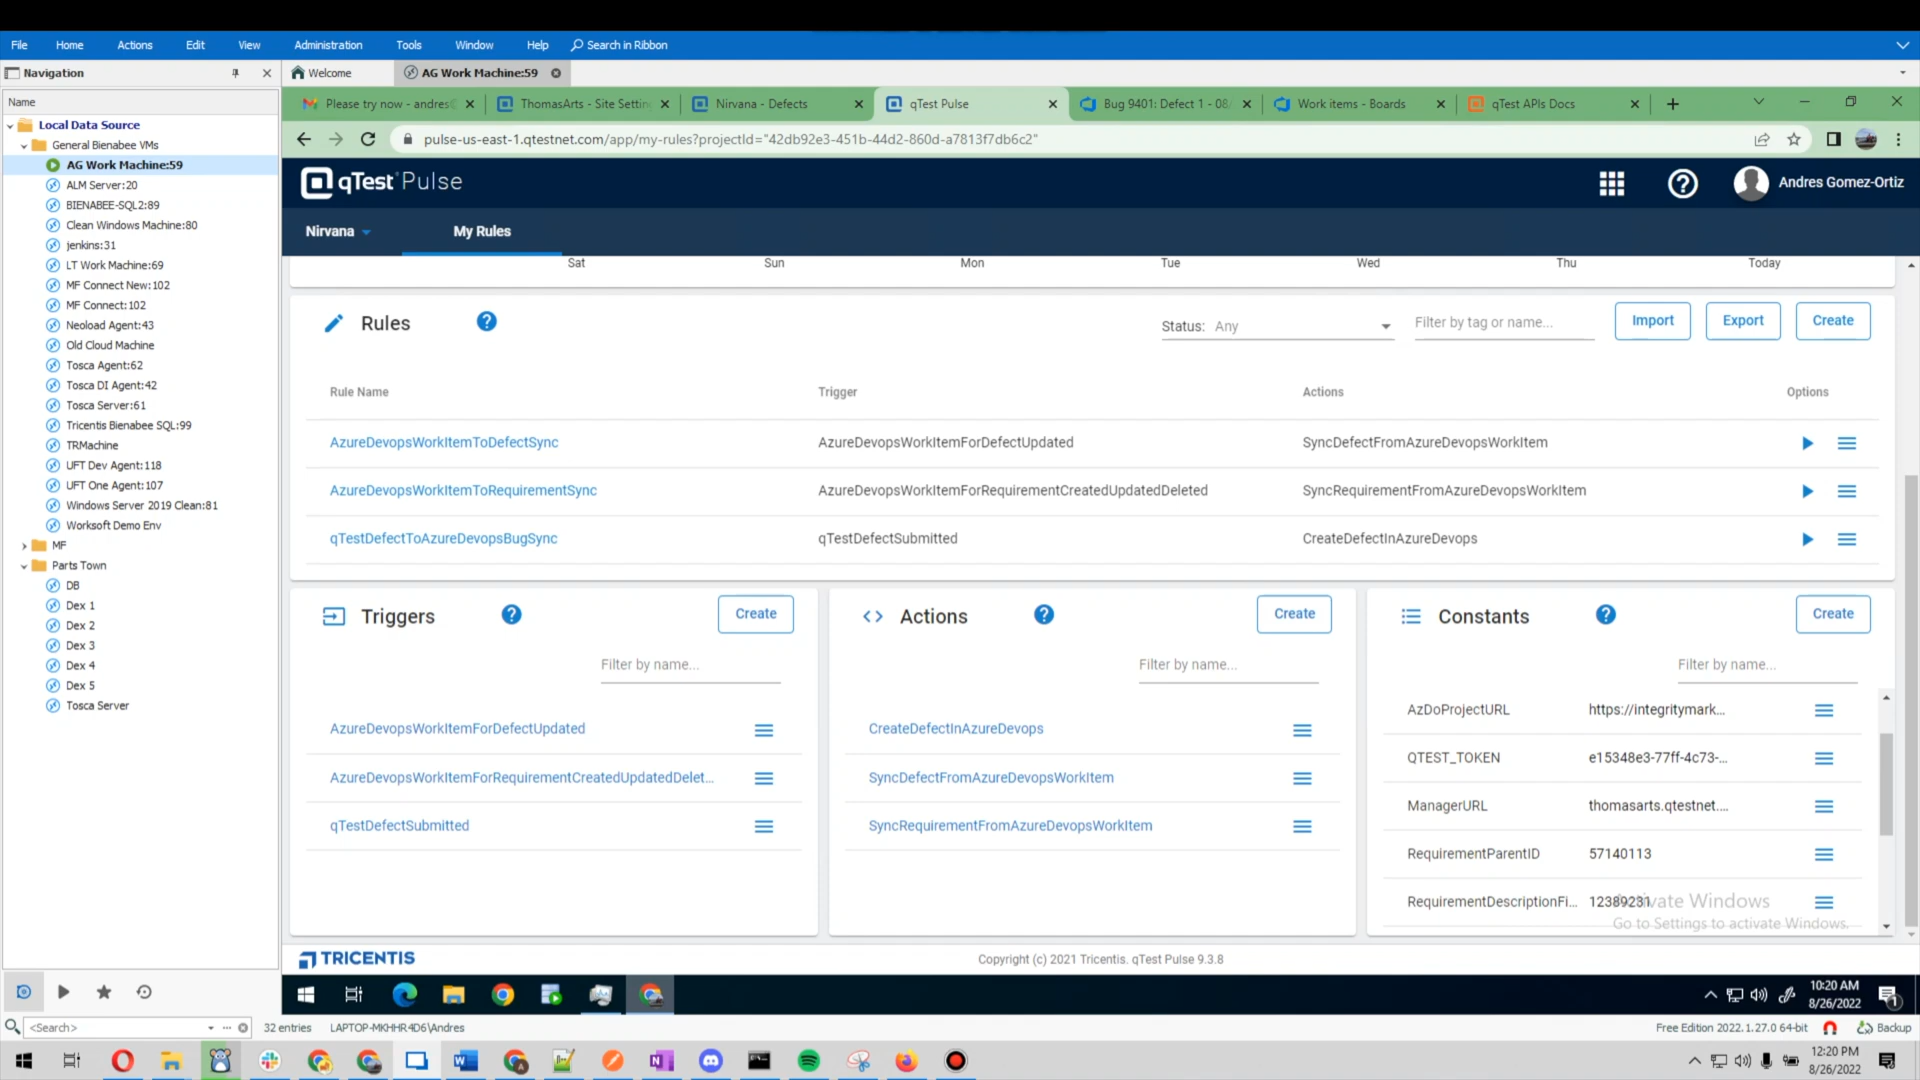 File Home Actions Edit View Administration Tools Window Help Search in Ribbon
Navigation
Welcome AG Work Machine:59
Name
Local Data Source
General Bienabee VMs
AG Work Machine:59
ALM Server:20
BIENABEE-SQL2:89
Clean Windows Machine:80
jenkins:31
LT Work Machine:69
MF Connect New:102
MF Connect:102
Neoload Agent:43
Old Cloud Machine
Tosca Agent:62
Tosca DI Agent:42
Tosca Server:61
Tricentis Bienabee SQL:99
TRMachine
UFT Dev Agent:118
UFT One Agent:107
Windows Server 2019 Clean:81
Worksoft Demo Env
MF
Parts Town
DB
Dex 1
Dex 2
Dex 3
Dex 4
Dex 5
Tosca Server
Please try now - andres ThomasArts - Site Settin Nirvana - Defects qTest Pulse Bug 9401: Defect 1 - 08/ Work items - Boards qTest APIs Docs
pulse-us-east-1.qtestnet.com/app/my-rules?projectId="42db92e3-451b-44d2-860d-a7813f7db6c2"
qTest Pulse Andres Gomez-Ortiz
Nirvana My Rules
Sat Sun Mon Tue Wed Thu Today
Rules Status: Any Filter by tag or name... Import Export Create
Rule Name Trigger Actions Options
AzureDevopsWorkItemToDefectSync AzureDevopsWorkItemForDefectUpdated SyncDefectFromAzureDevopsWorkItem
AzureDevopsWorkItemToRequirementSync AzureDevopsWorkItemForRequirementCreatedUpdatedDeleted SyncRequirementFromAzureDevopsWorkItem
qTestDefectToAzureDevopsBugSync qTestDefectSubmitted CreateDefectInAzureDevops
Triggers Create
Filter by name...
AzureDevopsWorkItemForDefectUpdated
AzureDevopsWorkItemForRequirementCreatedUpdatedDelet...
qTestDefectSubmitted
Actions Create
Filter by name...
CreateDefectInAzureDevops
SyncDefectFromAzureDevopsWorkItem
SyncRequirementFromAzureDevopsWorkItem
Constants Create
Filter by name...
AzDoProjectURL https://integritymark...
QTEST_TOKEN e15348e3-77ff-4c73-...
ManagerURL thomasarts.qtestnet....
RequirementParentID 57140113
RequirementDescriptionFi... 12389231
Activate Windows
Go to Settings to activate Windows.
TRICENTIS Copyright (c) 2021 Tricentis. qTest Pulse 9.3.8
10:20 AM
8/26/2022
1
<Search> 32 entries LAPTOP-MKHHR4D6\Andres Free Edition 2022.1.27.0 64-bit Backup
12:20 PM
8/26/2022